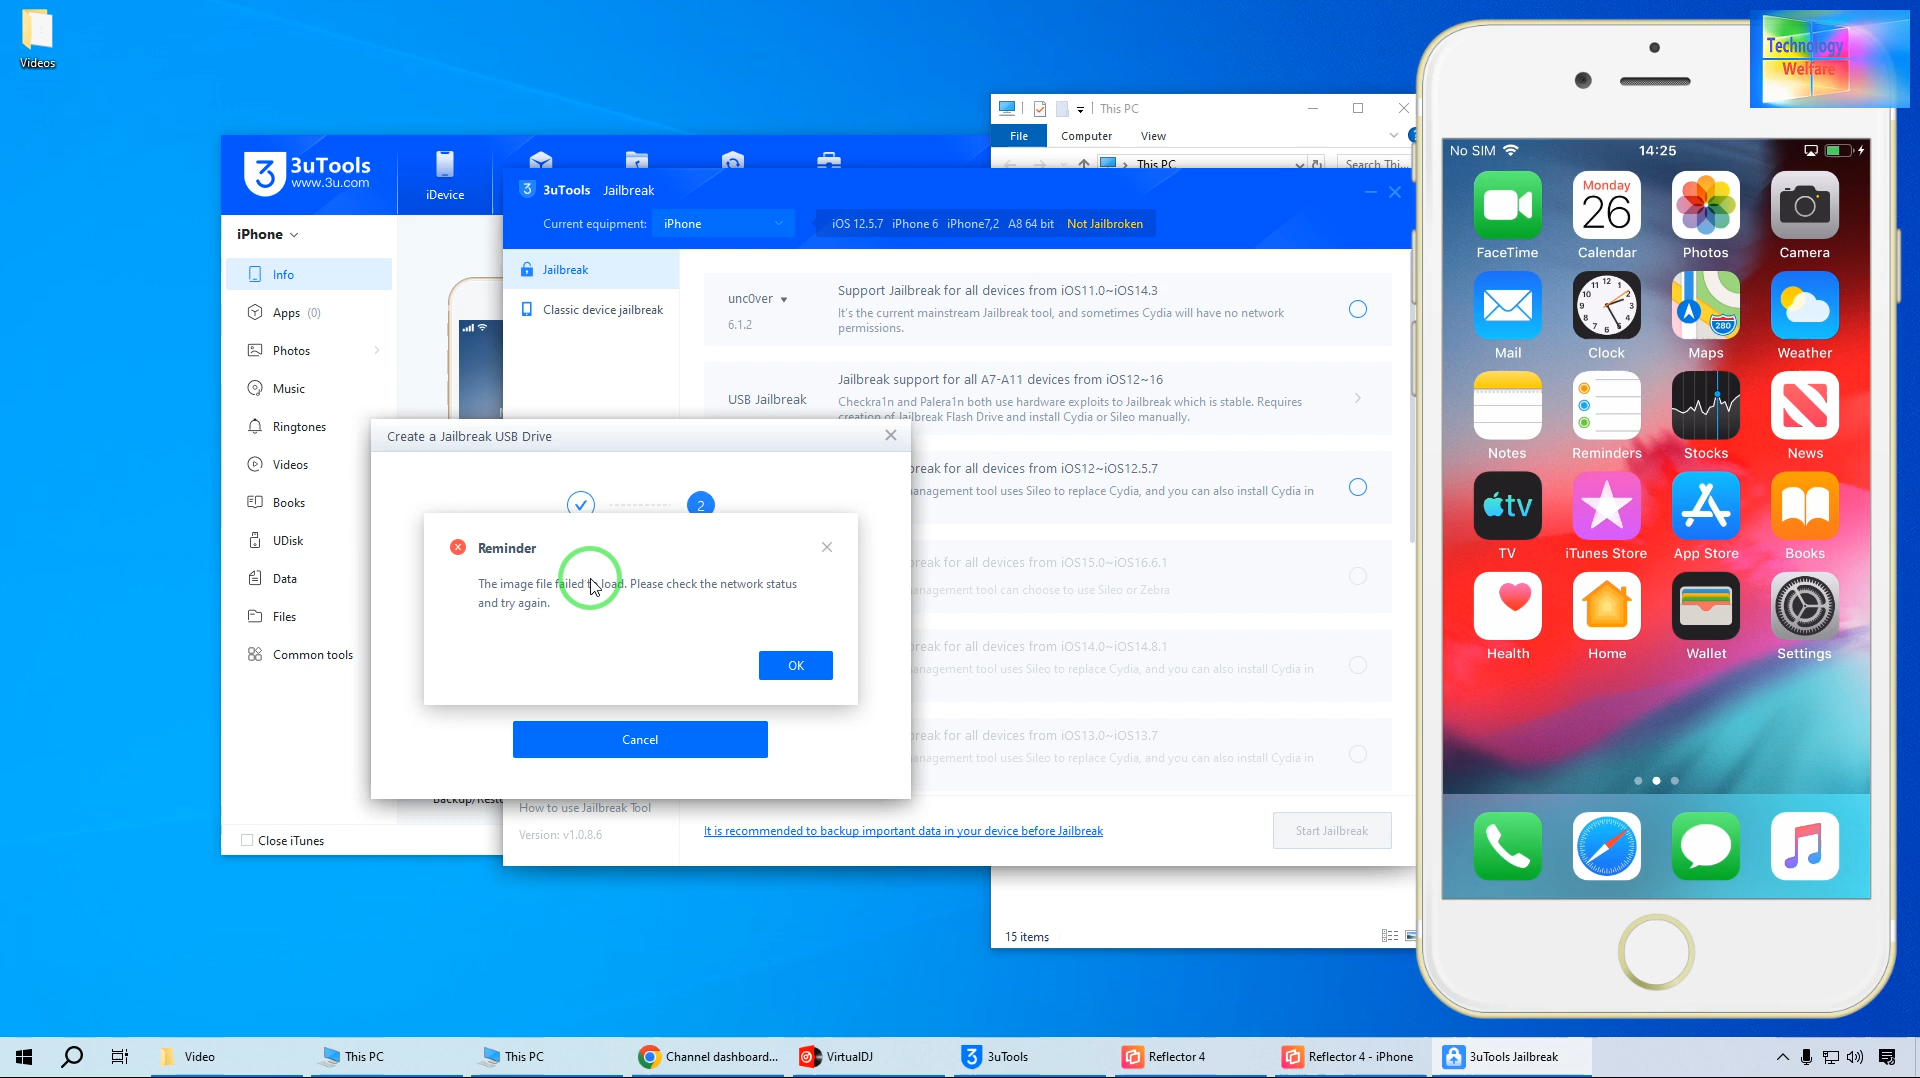 Videos
Technology
Welfare
This PC
File
Computer
View
This PC
Search Thi...
3uTools
www.3u.com
iDevice
iPhone
Info
Apps (0)
Photos
Music
Ringtones
Videos
Books
UDisk
Data
Files
Common tools
Close iTunes
3uTools Jailbreak
Current equipment: iPhone
iOS 12.5.7 iPhone 6 iPhone7,2 A8 64 bit Not Jailbroken
Jailbreak
Classic device jailbreak
unc0ver
6.1.2
Support Jailbreak for all devices from iOS11.0~iOS14.3
It's the current mainstream Jailbreak tool, and sometimes Cydia will have no network
permissions.
USB Jailbreak
Jailbreak support for all A7-A11 devices from iOS12~16
Checkra1n and Palera1n both use hardware exploits to Jailbreak which is stable. Requires
creation of Jailbreak Flash Drive and install Cydia or Sileo manually.
break for all devices from iOS12~iOS12.5.7
management tool uses Sileo to replace Cydia, and you can also install Cydia in
break for all devices from iOS15.0~iOS16.6.1
management tool can choose to use Sileo or Zebra
break for all devices from iOS14.0~iOS14.8.1
management tool uses Sileo to replace Cydia, and you can also install Cydia in
break for all devices from iOS13.0~iOS13.7
management tool uses Sileo to replace Cydia, and you can also install Cydia in
Create a Jailbreak USB Drive
2
Reminder
The image file failed to load. Please check the network status
and try again.
OK
Cancel
How to use Jailbreak Tool
Version: v1.0.8.6
It is recommended to backup important data in your device before Jailbreak
Start Jailbreak
15 items
No SIM
14:25
Monday
26
FaceTime
Calendar
Photos
Camera
280
Mail
Clock
Maps
Weather
Notes
Reminders
Stocks
News
tv
TV
iTunes Store
App Store
Books
Health
Home
Wallet
Settings
Video
This PC
This PC
Channel dashboard...
VirtualDJ
3uTools
Reflector 4
Reflector 4 - iPhone
3uTools Jailbreak